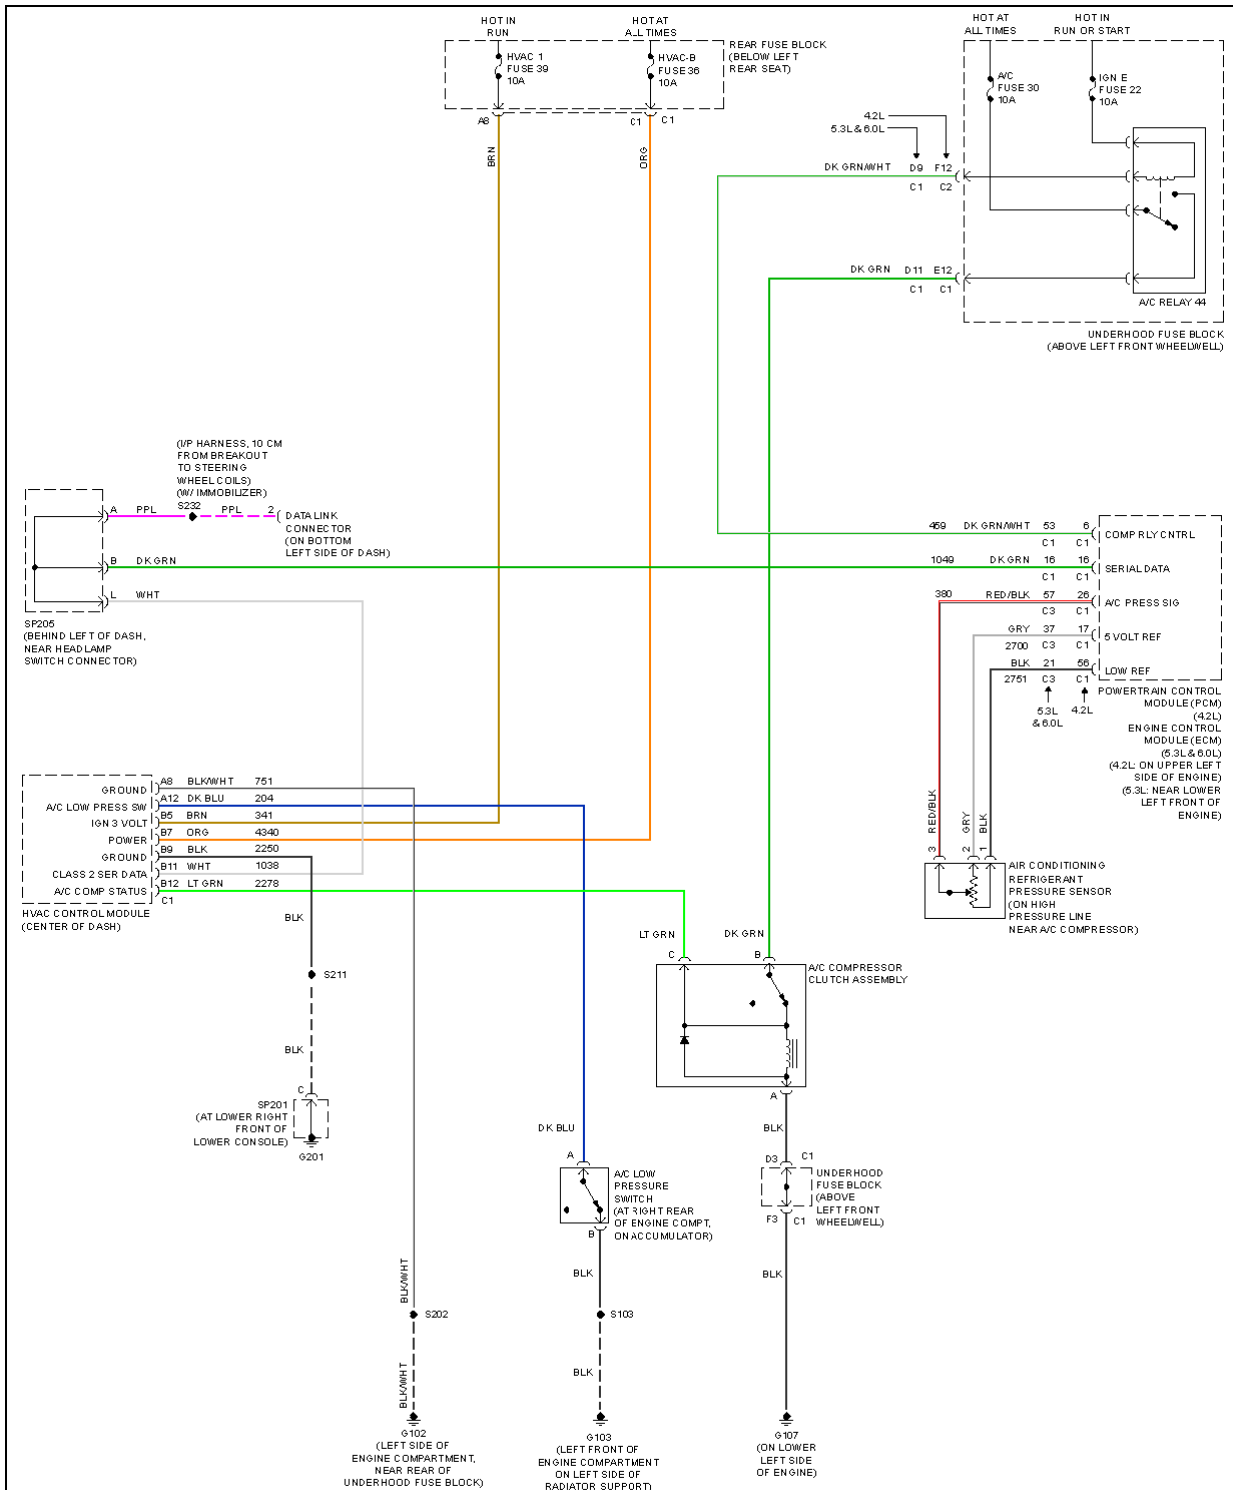 HOT IN
RUN
HOT AT
ALL TIMES
HVAC 1
FUSE 39
10A
HVAC-B
FUSE 36
10A
REAR FUSE BLOCK
(BELOW LEFT
REAR SEAT)
A8
C1
C1
BRN
ORG
HOT AT
ALL TIMES
HOT IN
RUN OR START
A/C
FUSE 30
10A
IGN E
FUSE 22
10A
4.2L
5.3L & 6.0L
DK GRN/WHT
D9
F12
C1
C2
DK GRN
D11
E12
C1
C1
A/C RELAY 44
UNDERHOOD FUSE BLOCK
(ABOVE LEFT FRONT WHEELWELL)
(I/P HARNESS, 10 CM
FROM BREAKOUT
TO STEERING
WHEEL COILS)
(W/ IMMOBILIZER)
S232
A
PPL
PPL
2
DATA LINK
CONNECTOR
(ON BOTTOM
LEFT SIDE OF DASH)
B
DK GRN
L
WHT
SP205
(BEHIND LEFT OF DASH,
NEAR HEADLAMP
SWITCH CONNECTOR)
459
DK GRN/WHT
53
6
C1
C1
COMP RLY CNTRL
1049
DK GRN
16
16
C1
C1
SERIAL DATA
380
RED/BLK
57
26
C3
C1
A/C PRESS SIG
GRY
37
17
2700
C3
C1
5 VOLT REF
BLK
21
56
2751
C3
C1
LOW REF
5.3L
& 6.0L
4.2L
POWERTRAIN CONTROL
MODULE (PCM)
(4.2L)
ENGINE CONTROL
MODULE (ECM)
(5.3L & 6.0L)
(4.2L: ON UPPER LEFT
SIDE OF ENGINE)
(5.3L: NEAR LOWER
LEFT FRONT OF
ENGINE)
GROUND
A8
BLK/WHT
751
A/C LOW PRESS SW
A12
DK BLU
204
IGN 3 VOLT
B5
BRN
341
POWER
B7
ORG
4340
GROUND
B9
BLK
2250
CLASS 2 SER DATA
B11
WHT
1038
A/C COMP STATUS
B12
LT GRN
2278
C1
HVAC CONTROL MODULE
(CENTER OF DASH)
RED/BLK
GRY
BLK
3
2
1
AIR CONDITIONING
REFRIGERANT
PRESSURE SENSOR
(ON HIGH
PRESSURE LINE
NEAR A/C COMPRESSOR)
BLK
S211
BLK
C
SP201
(AT LOWER RIGHT
FRONT OF
LOWER CONSOLE)
G201
LT GRN
DK GRN
C
B
A/C COMPRESSOR
CLUTCH ASSEMBLY
A
BLK
D3
C1
UNDERHOOD
FUSE BLOCK
(ABOVE
LEFT FRONT
WHEELWELL)
F3
C1
BLK
DK BLU
A
A/C LOW
PRESSURE
SWITCH
(AT RIGHT REAR
OF ENGINE COMPT,
ON ACCUMULATOR)
B
BLK
S103
BLK
BLK/WHT
S202
BLK/WHT
G102
(LEFT SIDE OF
ENGINE COMPARTMENT,
NEAR REAR OF
UNDERHOOD FUSE BLOCK)
G103
(LEFT FRONT OF
ENGINE COMPARTMENT
ON LEFT SIDE OF
RADIATOR SUPPORT)
G107
(ON LOWER
LEFT SIDE
OF ENGINE)